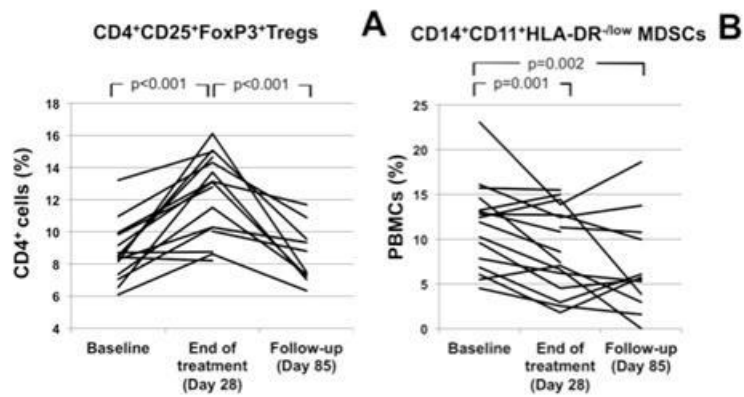 CD4⁺CD25⁺FoxP3⁺Tregs
A
p<0.001
p<0.001
CD4⁺ cells (%)
18
16
14
12
10
8
6
4
Baseline
End of
treatment
(Day 28)
Follow-up
(Day 85)
CD14⁺CD11⁺HLA-DR⁻/low MDSCs
B
p=0.002
p=0.001
PBMCs (%)
25
20
15
10
5
0
Baseline
End of
treatment
(Day 28)
Follow-up
(Day 85)